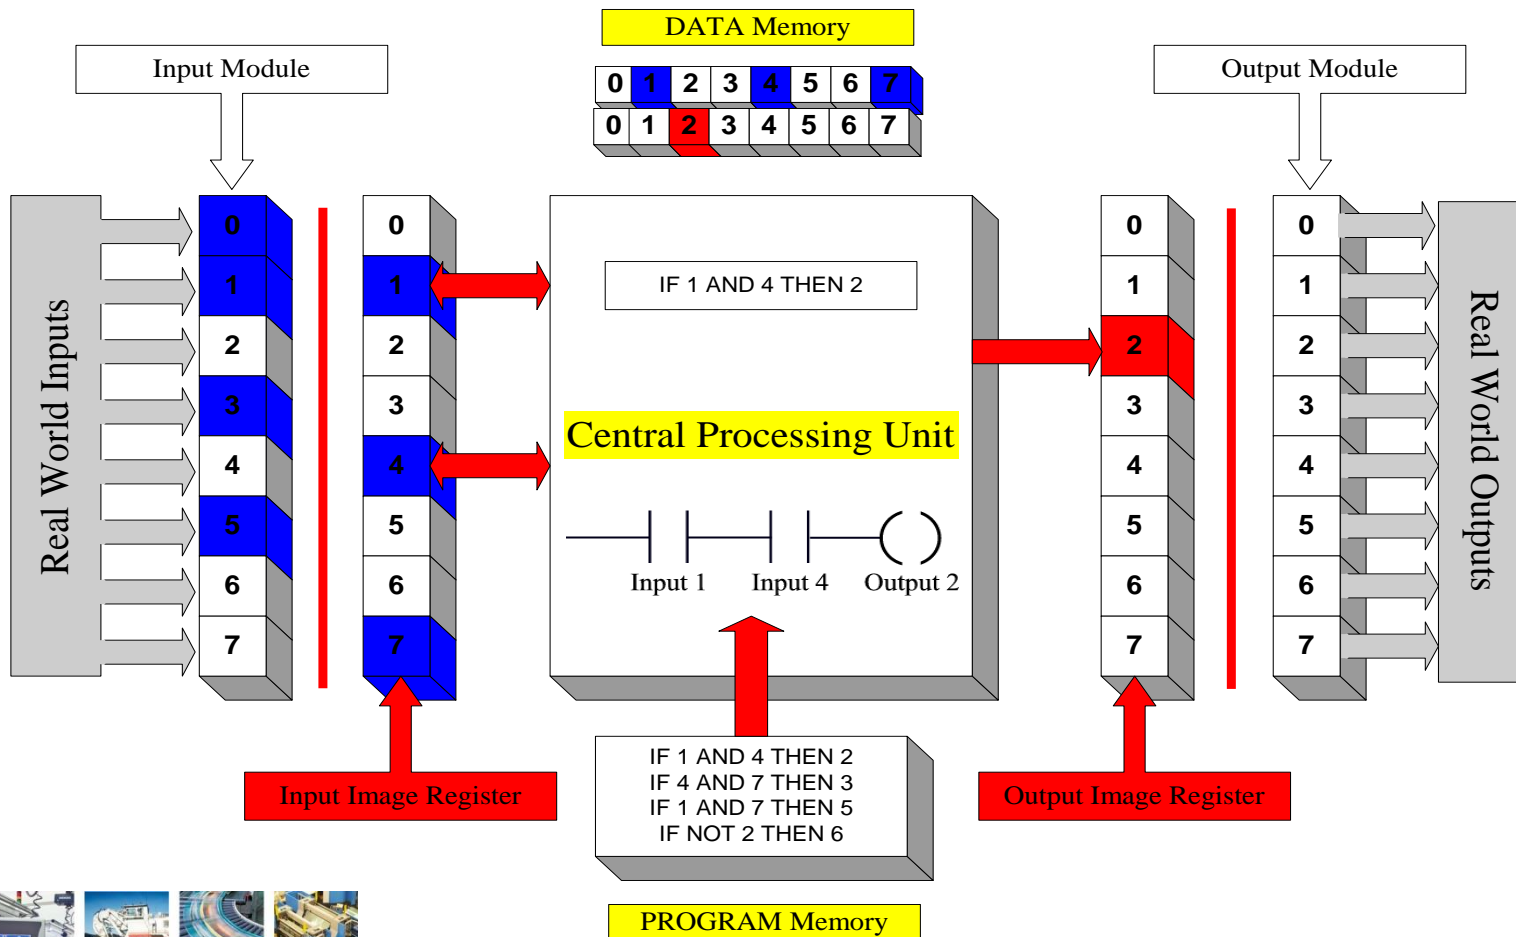 DATA Memory
Input Module
Output Module
0 1 2 3 4 5 6 7
0 1 2 3 4 5 6 7
Real World Inputs
0
1
2
3
4
5
6
7
0
1
2
3
4
5
6
7
IF 1 AND 4 THEN 2
Central Processing Unit
Input 1 Input 4 Output 2
0
1
2
3
4
5
6
7
0
1
2
3
4
5
6
7
Real World Outputs
Input Image Register
IF 1 AND 4 THEN 2
IF 4 AND 7 THEN 3
IF 1 AND 7 THEN 5
IF NOT 2 THEN 6
Output Image Register
PROGRAM Memory